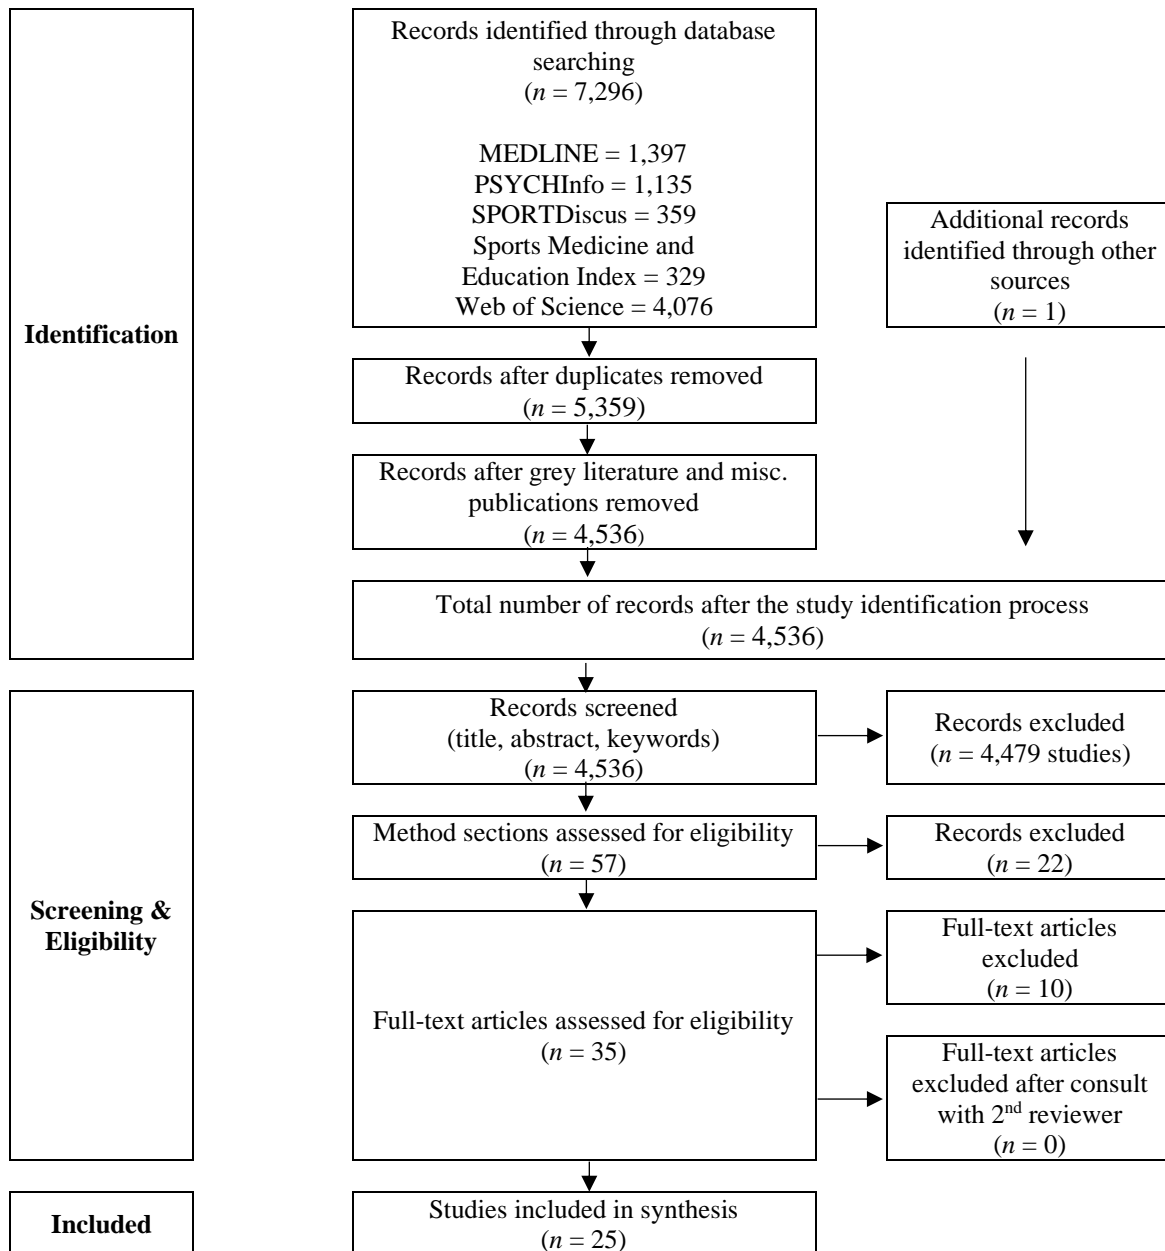 Identification
Records identified through database
searching
(n = 7,296)
MEDLINE = 1,397
PSYCHInfo = 1,135
SPORTDiscus = 359
Sports Medicine and
Education Index = 329
Web of Science = 4,076
Additional records
identified through other
sources
(n = 1)
Records after duplicates removed
(n = 5,359)
Records after grey literature and misc.
publications removed
(n = 4,536)
Total number of records after the study identification process
(n = 4,536)
Screening &
Eligibility
Records screened
(title, abstract, keywords)
(n = 4,536)
Records excluded
(n = 4,479 studies)
Method sections assessed for eligibility
(n = 57)
Records excluded
(n = 22)
Full-text articles assessed for eligibility
(n = 35)
Full-text articles
excluded
(n = 10)
Full-text articles
excluded after consult
with 2nd reviewer
(n = 0)
Included
Studies included in synthesis
(n = 25)